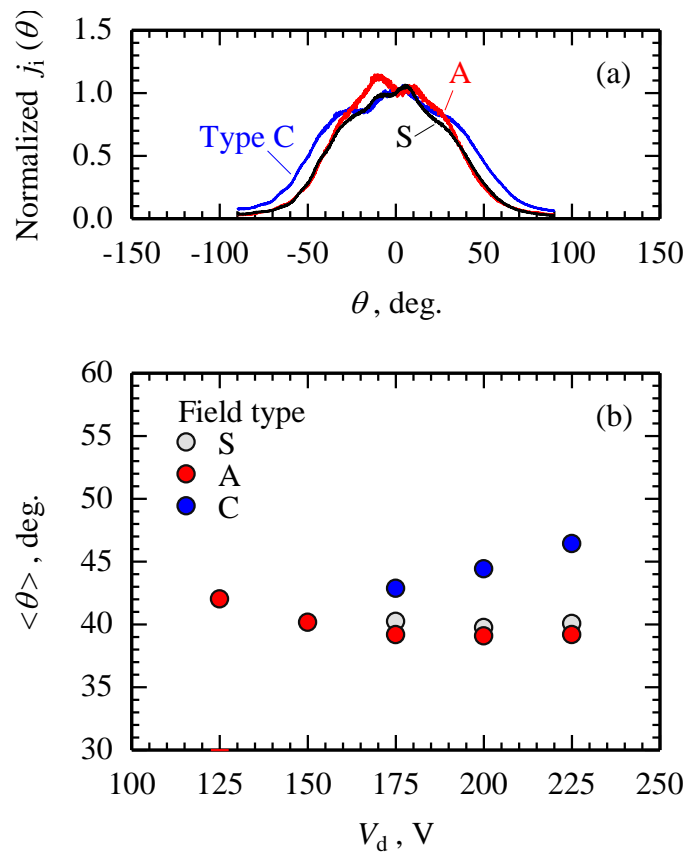 1.5
1.0
0.5
0.0
Normalized j_i(θ)
(a)
A
Type C
S
-150 -100 -50 0 50 100 150
θ, deg.
60
55
50
45
40
35
30
<θ>, deg.
(b)
Field type
S
A
C
100 125 150 175 200 225 250
V_d, V